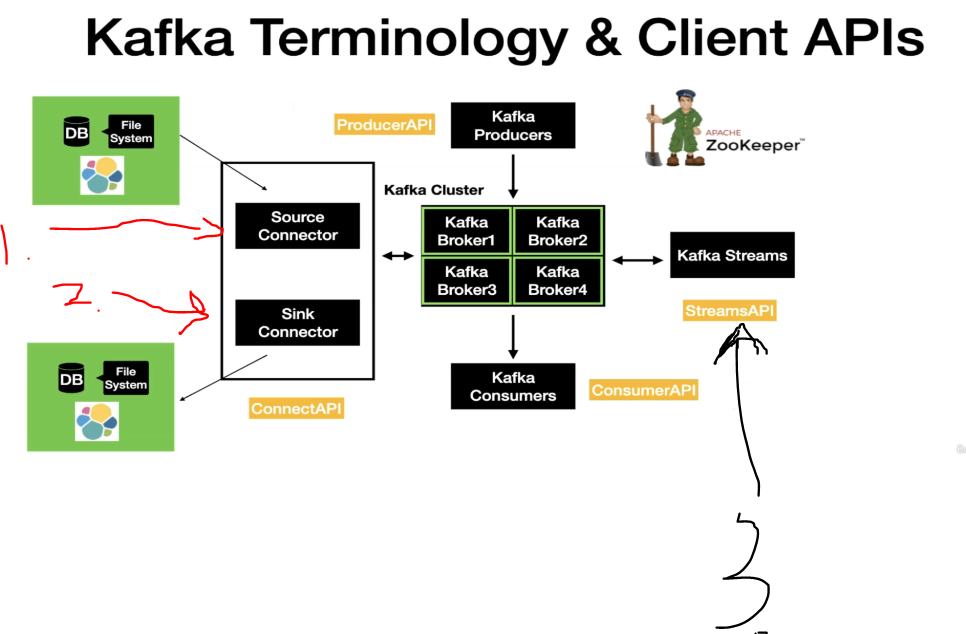 Kafka Terminology & Client APIs
DB
File
System
ProducerAPI
Kafka
Producers
APACHE
ZooKeeper™
Kafka Cluster
Source
Connector
Kafka
Broker1
Kafka
Broker2
Kafka
Broker3
Kafka
Broker4
Kafka Streams
StreamsAPI
1.
2.
Sink
Connector
DB
File
System
ConnectAPI
Kafka
Consumers
ConsumerAPI
3